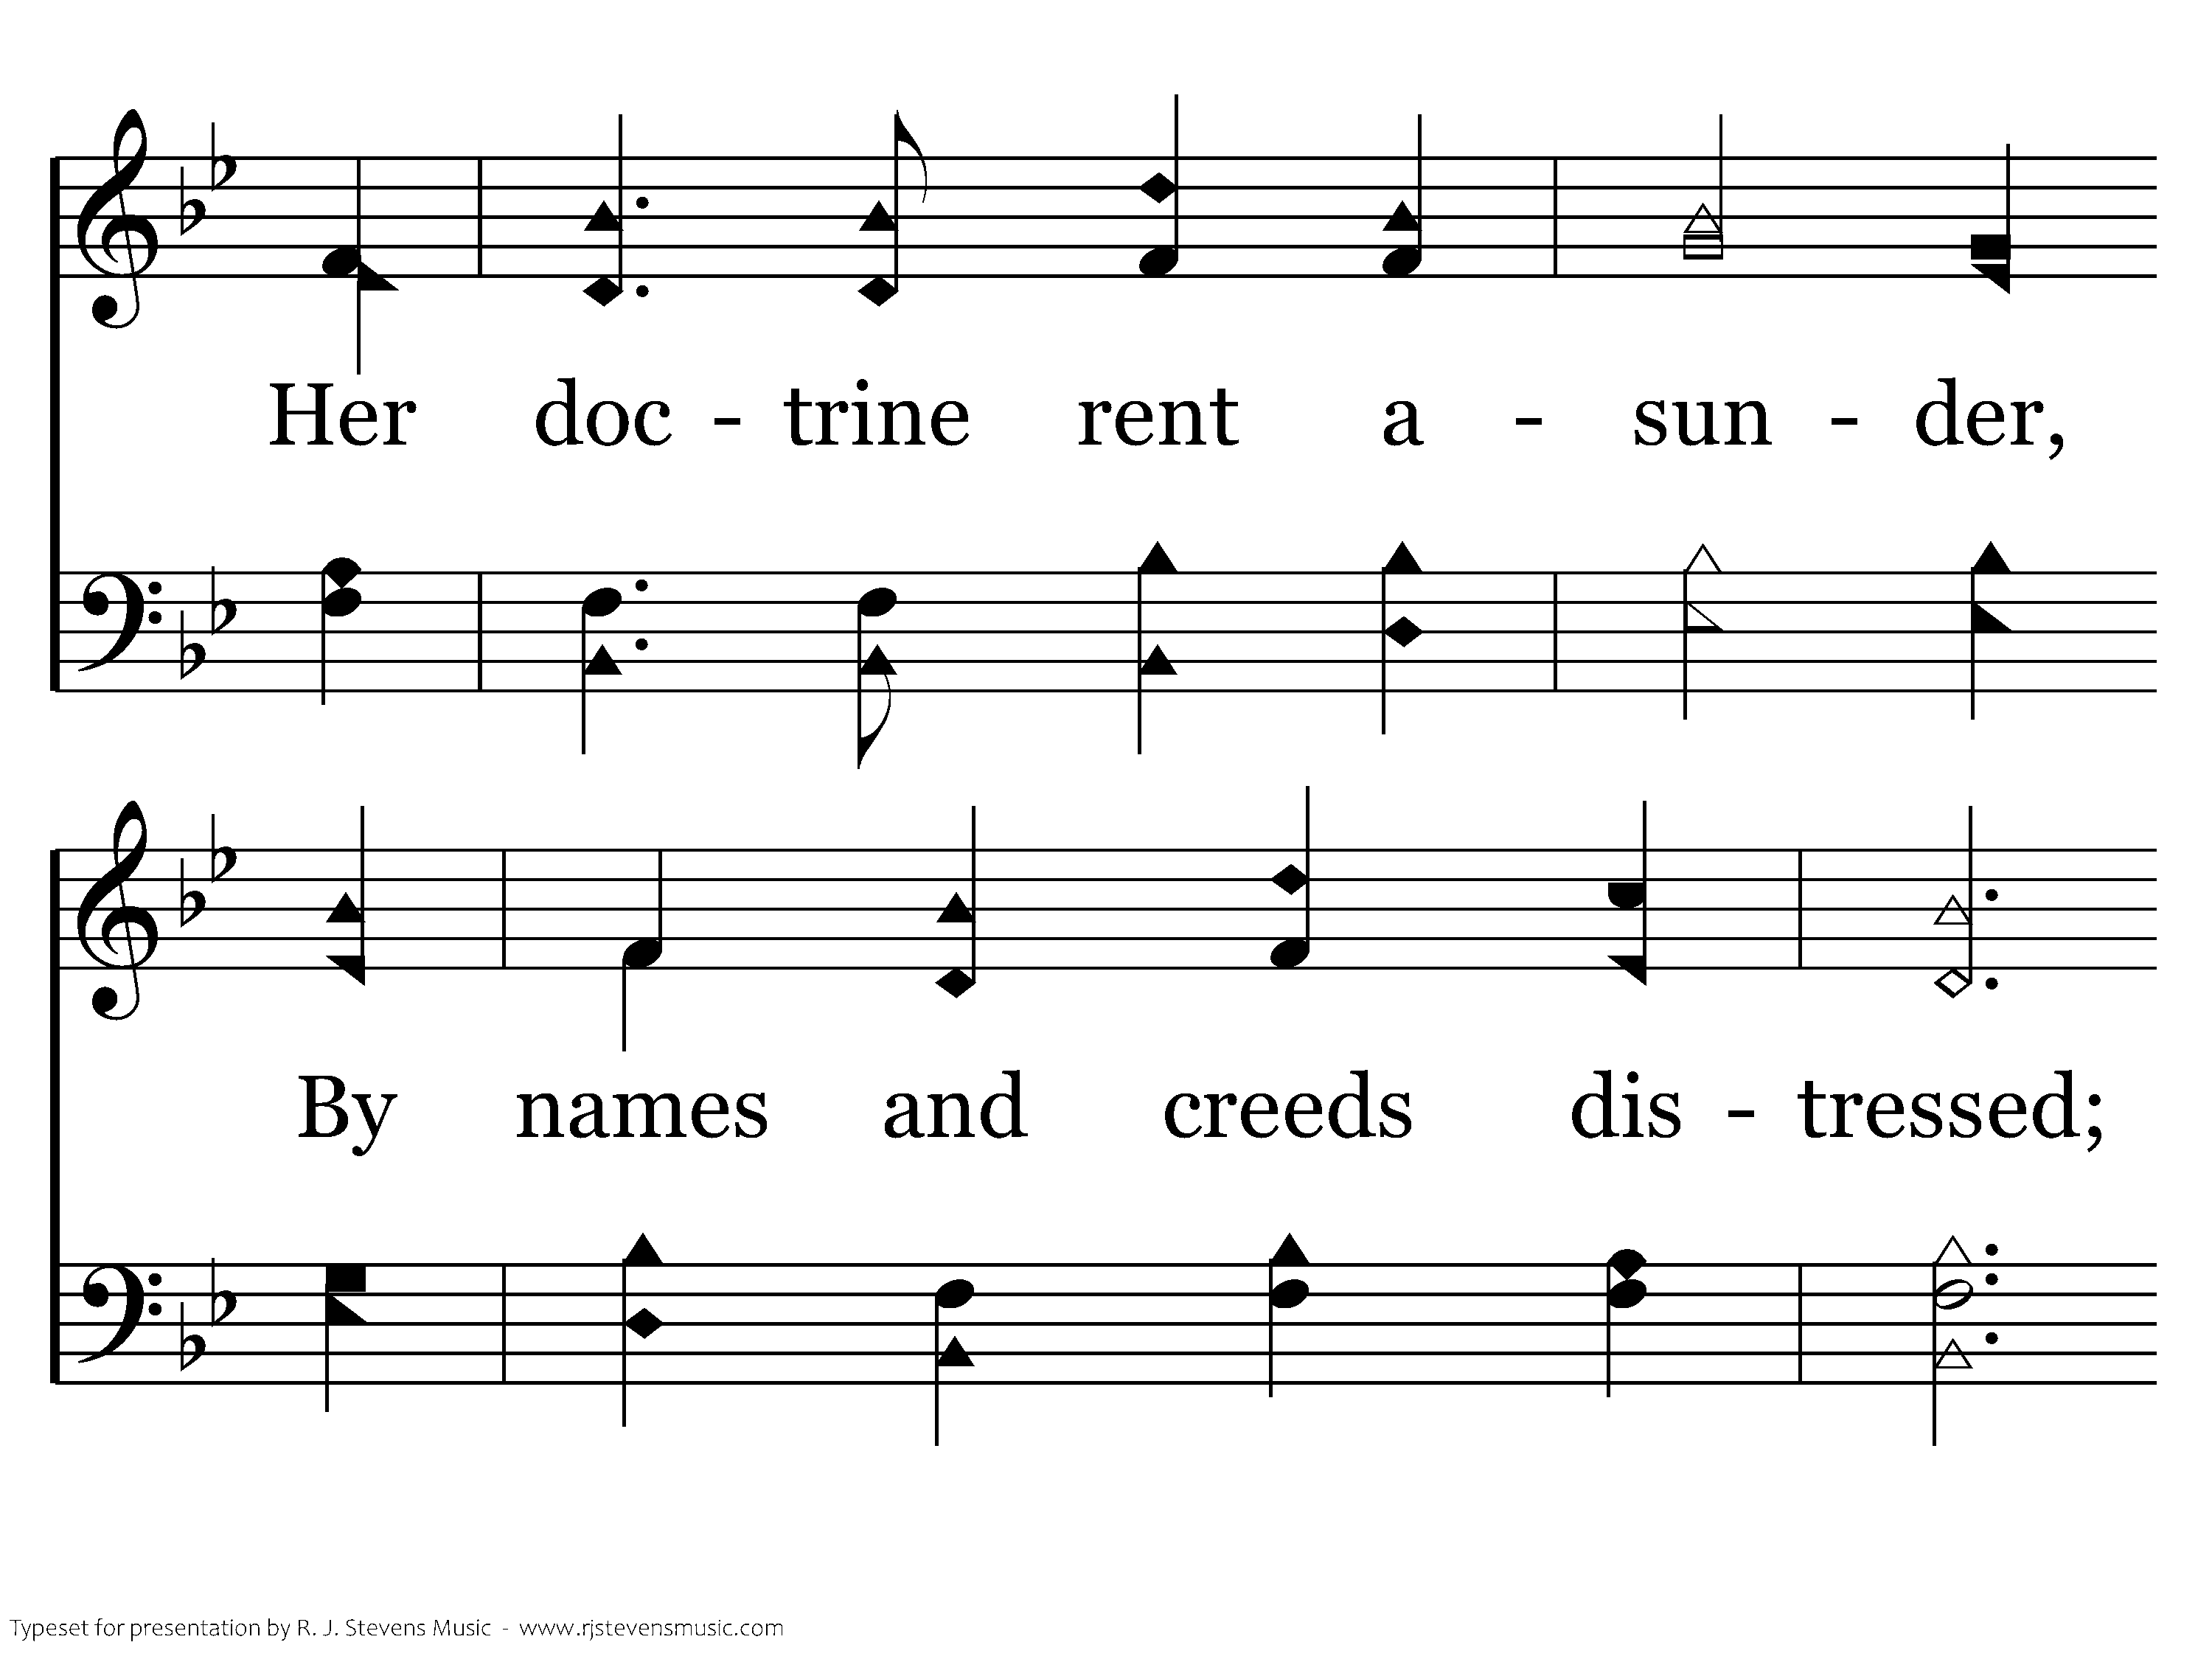 Her doc - trine rent a - sun - der,
By names and creeds dis - tressed;
Typeset for presentation by R. J. Stevens Music - www.rjstevensmusic.com